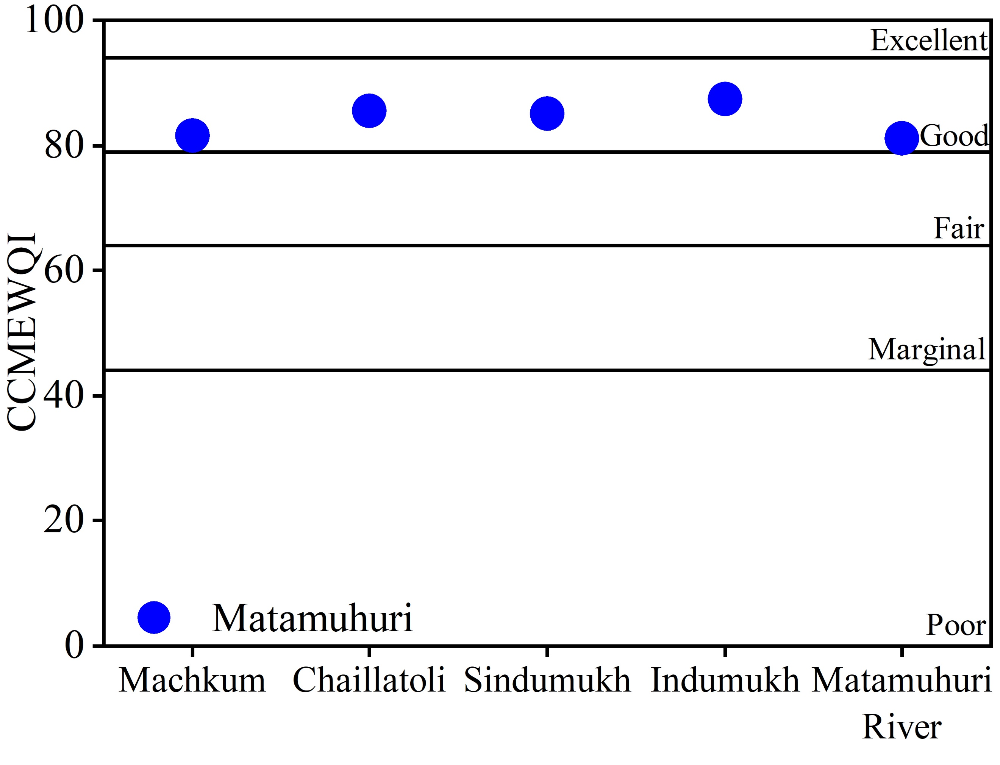 100
Excellent
80
Good
Fair
60
Marginal
40
20
Poor
0
CCMEWQI
Matamuhuri
Machkum Chaillatoli Sindumukh Indumukh Matamuhuri
River